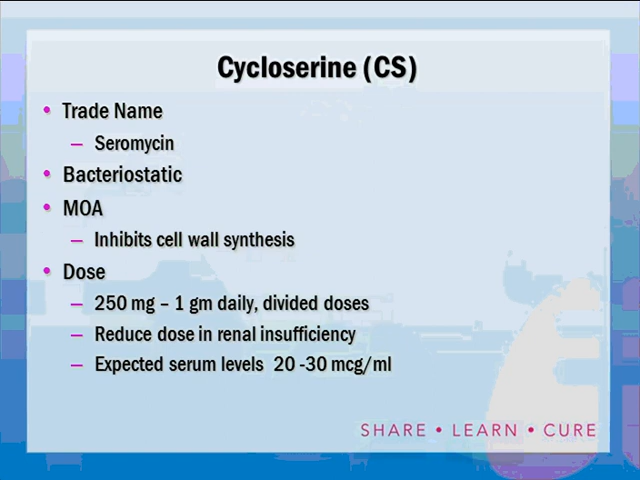 Cycloserine (CS)
• Trade Name
– Seromycin
• Bacteriostatic
• MOA
– Inhibits cell wall synthesis
• Dose
– 250 mg – 1 gm daily, divided doses
– Reduce dose in renal insufficiency
– Expected serum levels 20 -30 mcg/ml
SHARE • LEARN • CURE